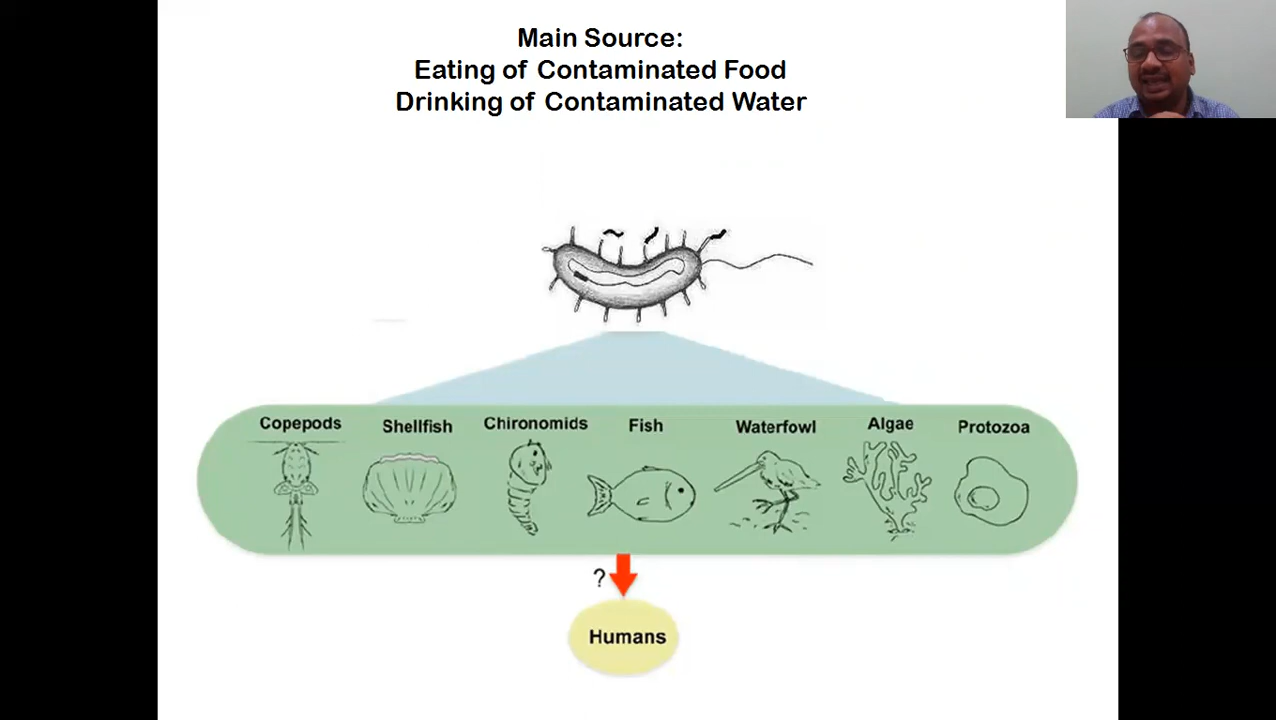 Main Source:
Eating of Contaminated Food
Drinking of Contaminated Water
Copepods Shellfish Chironomids Fish Waterfowl Algae Protozoa
?
Humans